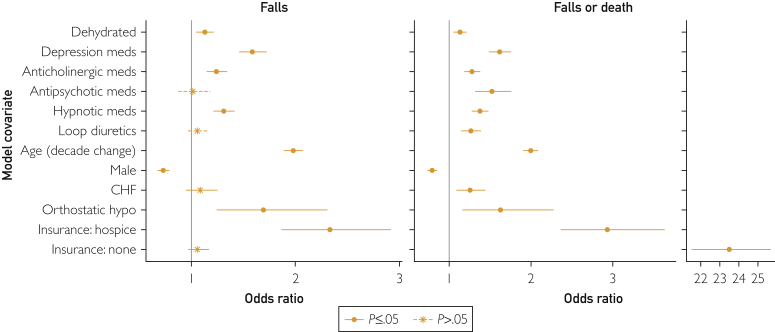 Falls
Falls or death
Model covariate
Dehydrated
Depression meds
Anticholinergic meds
Antipsychotic meds
Hypnotic meds
Loop diuretics
Age (decade change)
Male
CHF
Orthostatic hypo
Insurance: hospice
Insurance: none
1 2 3
1 2 3
22 23 24 25
Odds ratio
Odds ratio
P≤.05 P>.05